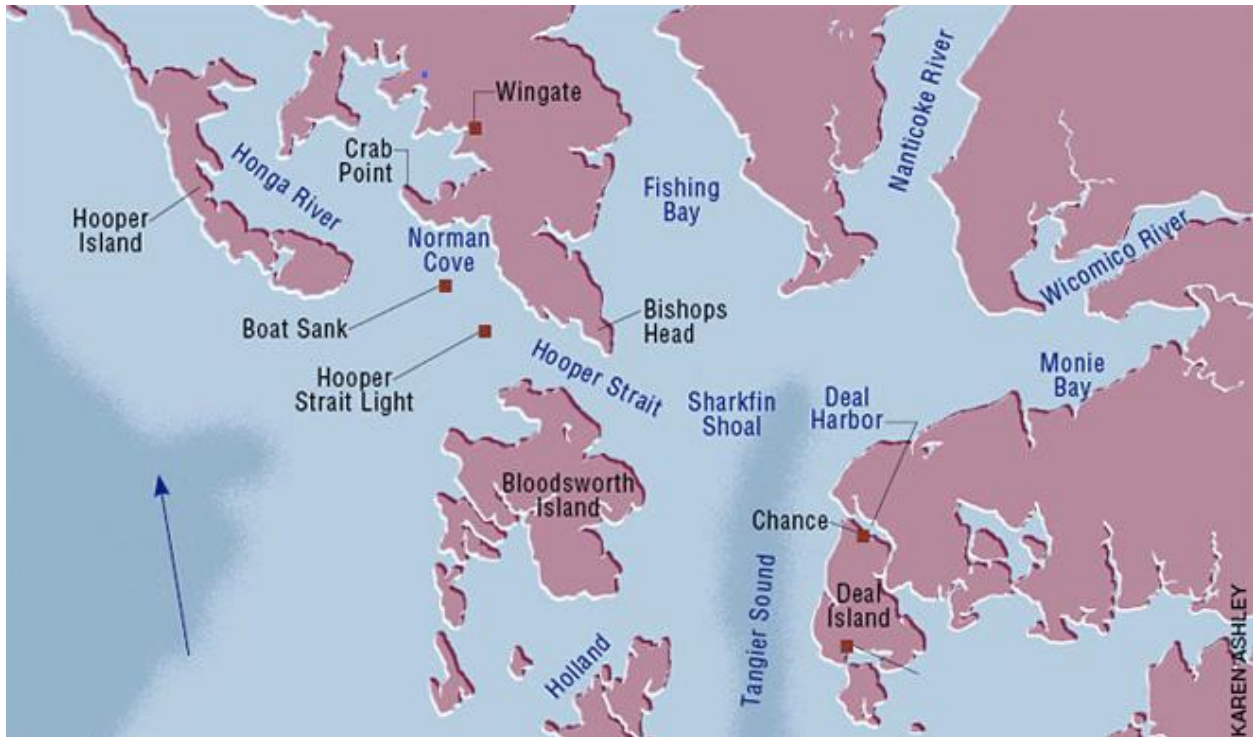 Wingate
Crab
Point
Honga River
Hooper
Island
Norman
Cove
Fishing
Bay
Nanticoke River
Wicomico River
Boat Sank
Bishops
Head
Hooper
Strait Light
Hooper Strait
Sharkfin
Shoal
Deal
Harbor
Monie
Bay
Bloodsworth
Island
Chance
Deal
Island
Tangier Sound
Holland
KAREN ASHLEY